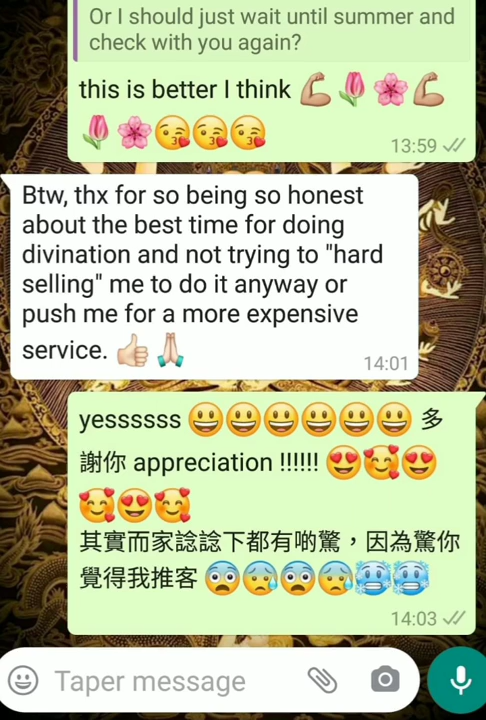 Or I should just wait until summer and
check with you again?
this is better I think 💪🏼🌷🌸💪🏼
🌷🌸😘😘😘
13:59
Btw, thx for so being so honest
about the best time for doing
divination and not trying to "hard
selling" me to do it anyway or
push me for a more expensive
service. 👍🏻🙏🏻
14:01
yesssssss 😃😃😃😃😃😃 多
謝你 appreciation !!!!!! 😍🥰😍
🥰😍🥰
其實而家諗諗下都有啲驚，因為驚你
覺得我推客 😨😰😨😰🥶🥶
14:03
Taper message